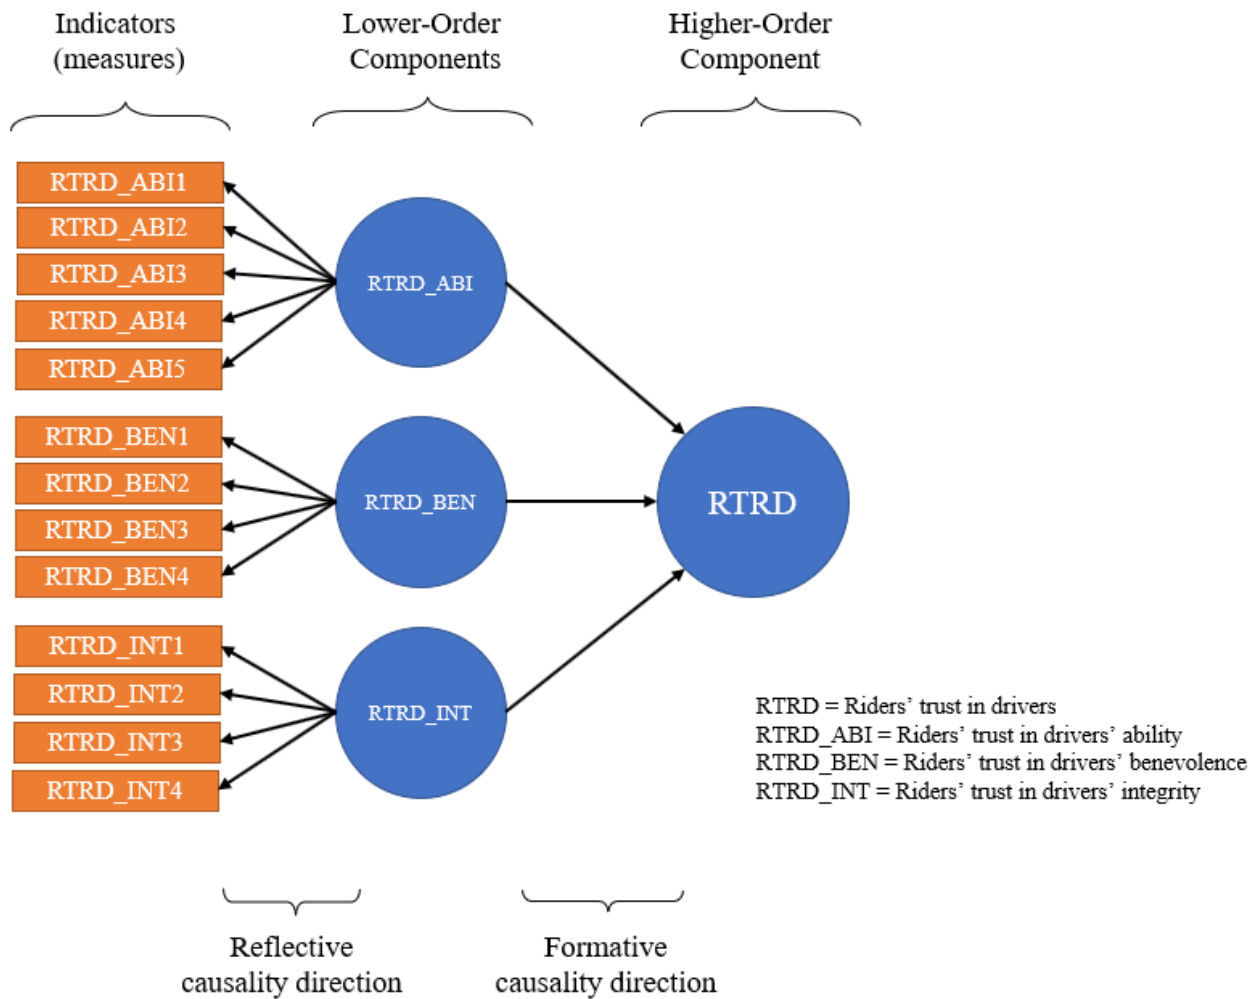 Indicators
(measures)
Lower-Order
Components
Higher-Order
Component
RTRD_ABI1
RTRD_ABI2
RTRD_ABI3
RTRD_ABI4
RTRD_ABI5
RTRD_ABI
RTRD_BEN1
RTRD_BEN2
RTRD_BEN3
RTRD_BEN4
RTRD_BEN
RTRD
RTRD_INT1
RTRD_INT2
RTRD_INT3
RTRD_INT4
RTRD_INT
RTRD = Riders’ trust in drivers
RTRD_ABI = Riders’ trust in drivers’ ability
RTRD_BEN = Riders’ trust in drivers’ benevolence
RTRD_INT = Riders’ trust in drivers’ integrity
Reflective
causality direction
Formative
causality direction